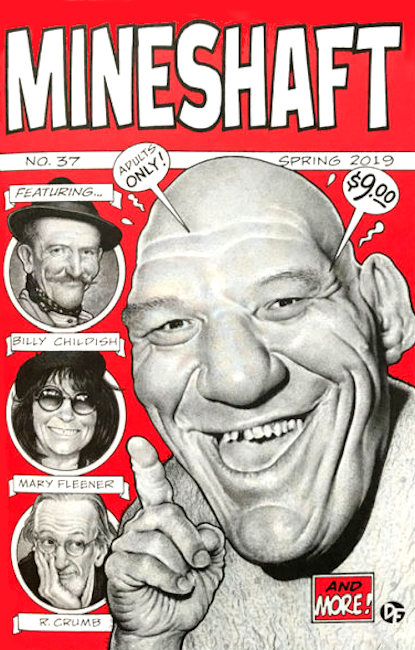 MINESHAFT
NO. 37
SPRING 2019
ADULTS
ONLY!
$9.00
FEATURING...
BILLY CHILDISH
MARY FLEENER
R. CRUMB
AND
MORE!
DF